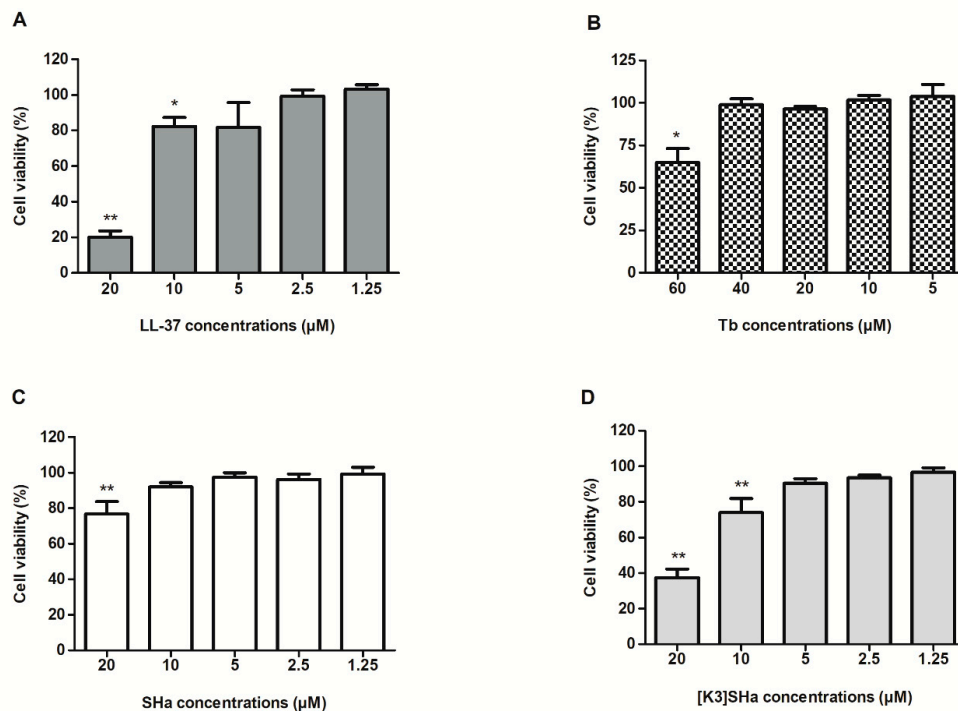 A
Cell viability (%)
120
100
80
60
40
20
0
**
*
20 10 5 2.5 1.25
LL-37 concentrations (µM)
B
Cell viability (%)
125
100
75
50
25
0
*
60 40 20 10 5
Tb concentrations (µM)
C
Cell viability (%)
120
100
80
60
40
20
0
**
20 10 5 2.5 1.25
SHa concentrations (µM)
D
Cell viability (%)
120
100
80
60
40
20
0
**
**
20 10 5 2.5 1.25
[K3]SHa concentrations (µM)